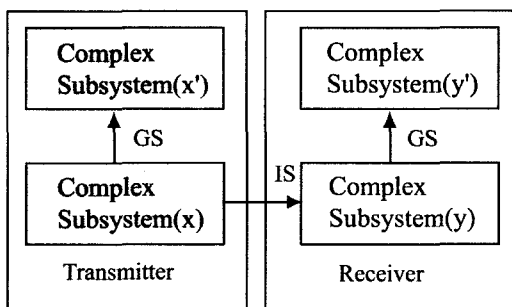 Complex
Subsystem(x')
GS
Complex
Subsystem(x)
Transmitter
IS
Complex
Subsystem(y')
GS
Complex
Subsystem(y)
Receiver